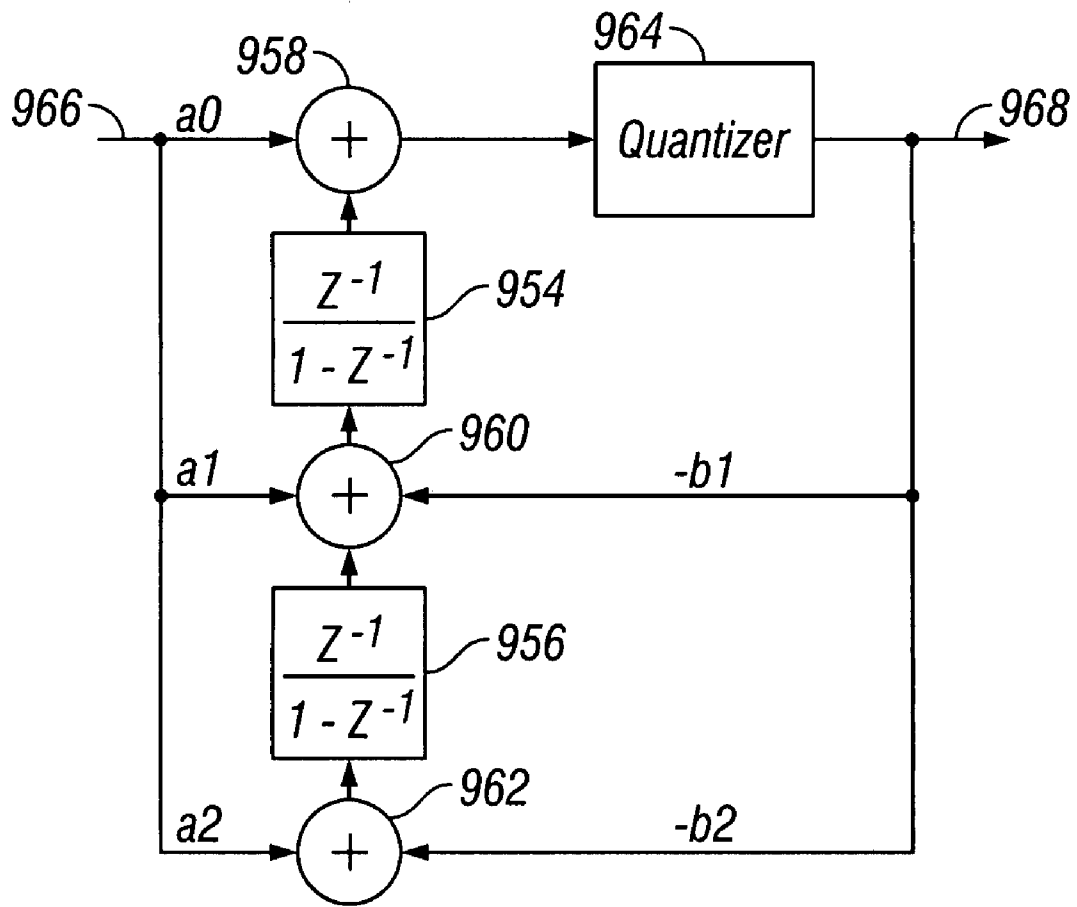 964
958
966
a0
+
Quantizer
968
Z⁻¹
1 - Z⁻¹
954
960
a1
+
-b1
Z⁻¹
1 - Z⁻¹
956
962
a2
+
-b2